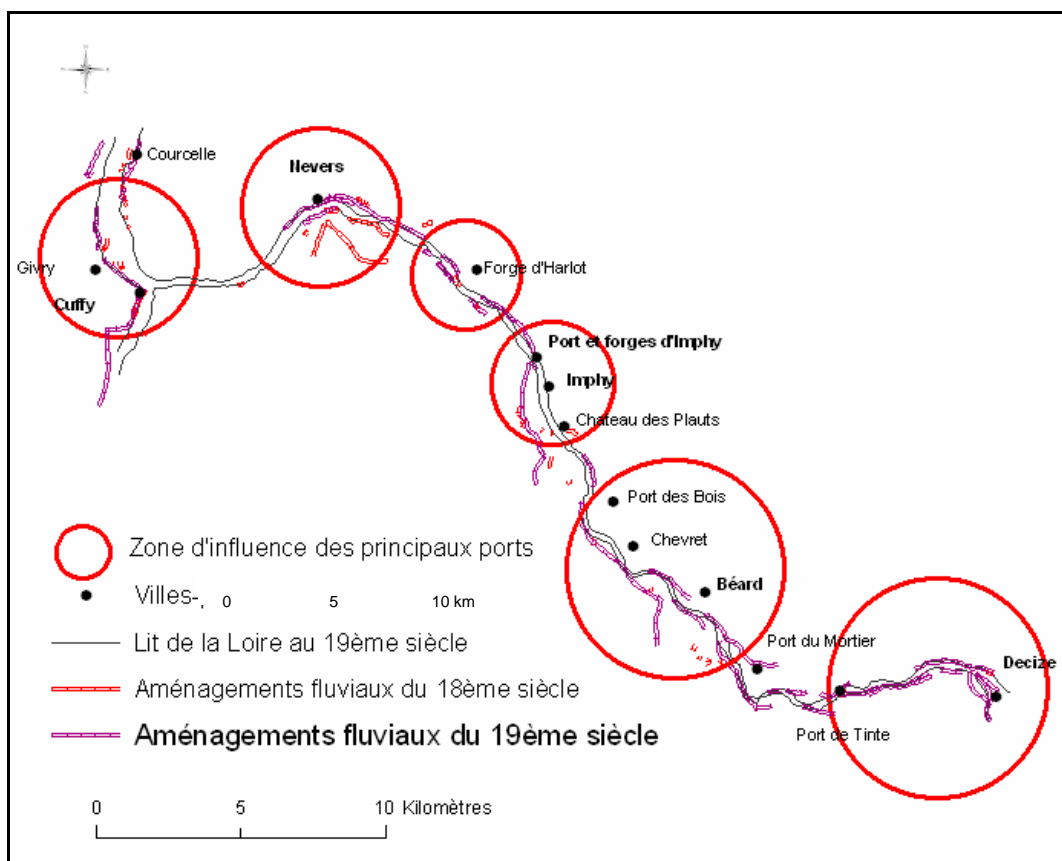 Courcelle
Nevers
Givry
Forge d'Harlot
Cuffy
Port et forges d'Imphy
Imphy
Château des Plauts
Port des Bois
Chevret
Béard
Port du Mortier
Decize
Port de Tinte
Zone d'influence des principaux ports
Villes-, 0 5 10 km
Lit de la Loire au 19ème siècle
Aménagements fluviaux du 18ème siècle
Aménagements fluviaux du 19ème siècle
0 5 10 Kilomètres